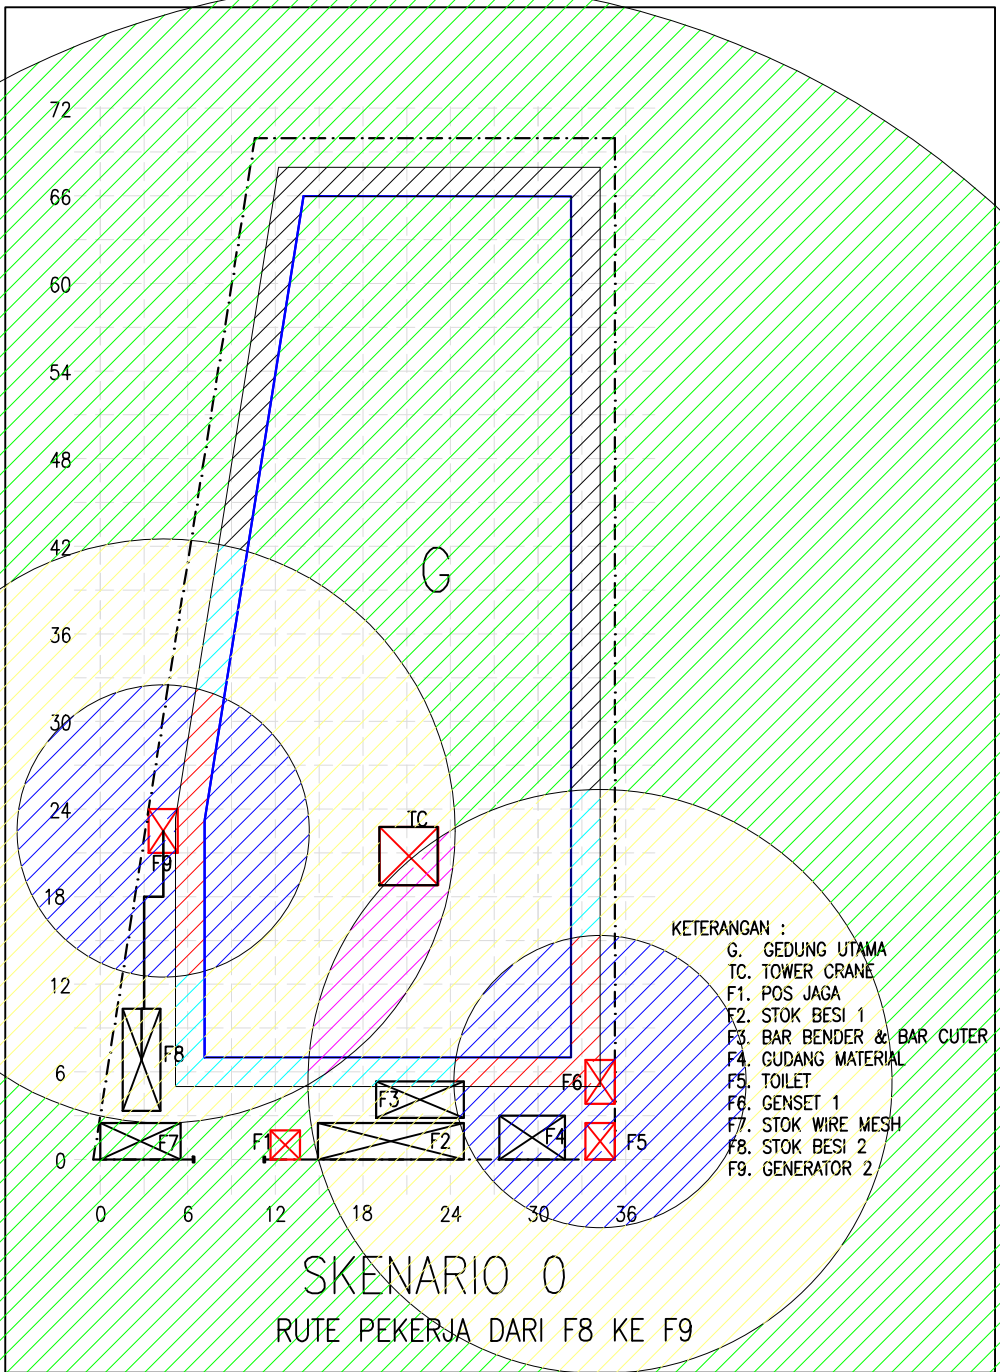 72
66
60
54
48
42
G
36
30
24
TC
F9
18
KETERANGAN :
G. GEDUNG UTAMA
TC. TOWER CRANE
F1. POS JAGA
F2. STOK BESI 1
F3. BAR BENDER & BAR CUTER
F4. GUDANG MATERIAL
F5. TOILET
F6. GENSET 1
F7. STOK WIRE MESH
F8. STOK BESI 2
F9. GENERATOR 2
12
F8
6
F6
F3
F7 F1 F2 F4 F5
0
0 6 12 18 24 30 36
SKENARIO 0
RUTE PEKERJA DARI F8 KE F9